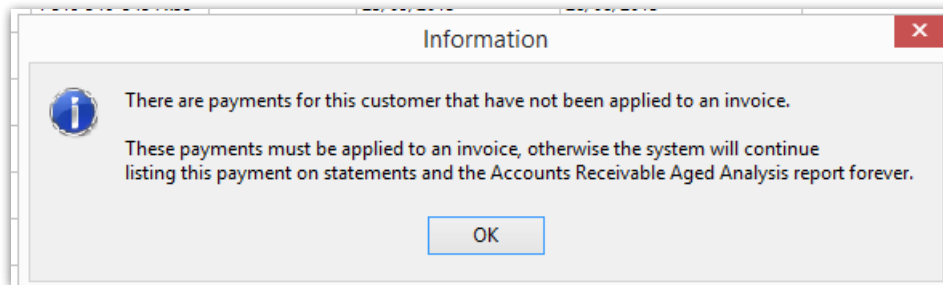 Information
There are payments for this customer that have not been applied to an invoice.
These payments must be applied to an invoice, otherwise the system will continue
listing this payment on statements and the Accounts Receivable Aged Analysis report forever.
OK